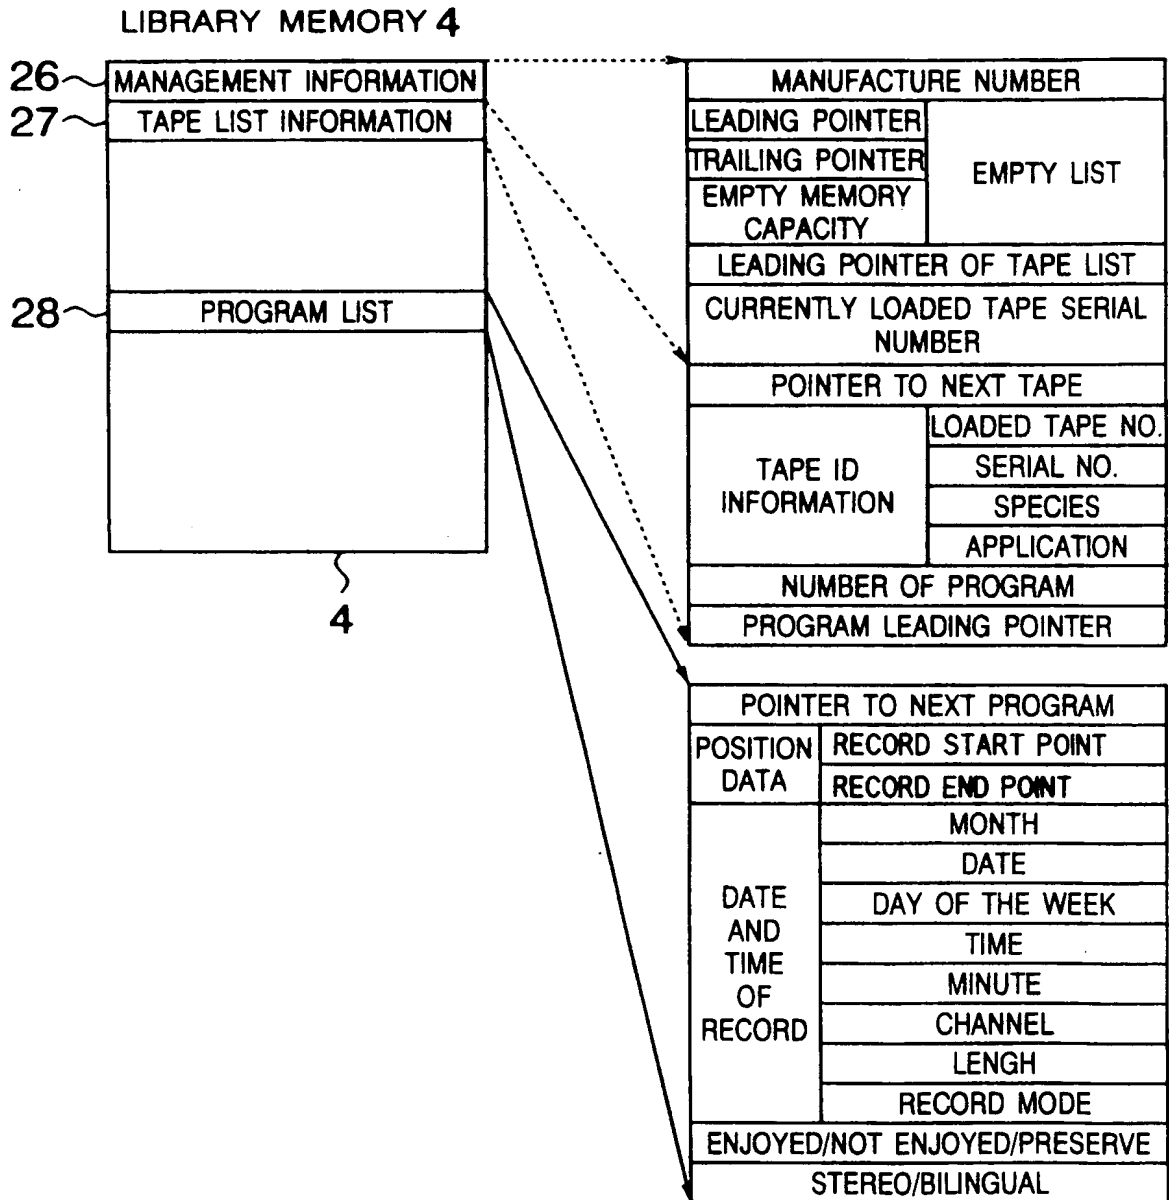 LIBRARY MEMORY 4
26
MANAGEMENT INFORMATION
27
TAPE LIST INFORMATION
28
PROGRAM LIST
4
MANUFACTURE NUMBER
LEADING POINTER
TRAILING POINTER
EMPTY MEMORY
CAPACITY
EMPTY LIST
LEADING POINTER OF TAPE LIST
CURRENTLY LOADED TAPE SERIAL
NUMBER
POINTER TO NEXT TAPE
TAPE ID
INFORMATION
LOADED TAPE NO.
SERIAL NO.
SPECIES
APPLICATION
NUMBER OF PROGRAM
PROGRAM LEADING POINTER
POINTER TO NEXT PROGRAM
POSITION
DATA
RECORD START POINT
RECORD END POINT
DATE
AND
TIME
OF
RECORD
MONTH
DATE
DAY OF THE WEEK
TIME
MINUTE
CHANNEL
LENGH
RECORD MODE
ENJOYED/NOT ENJOYED/PRESERVE
STEREO/BILINGUAL